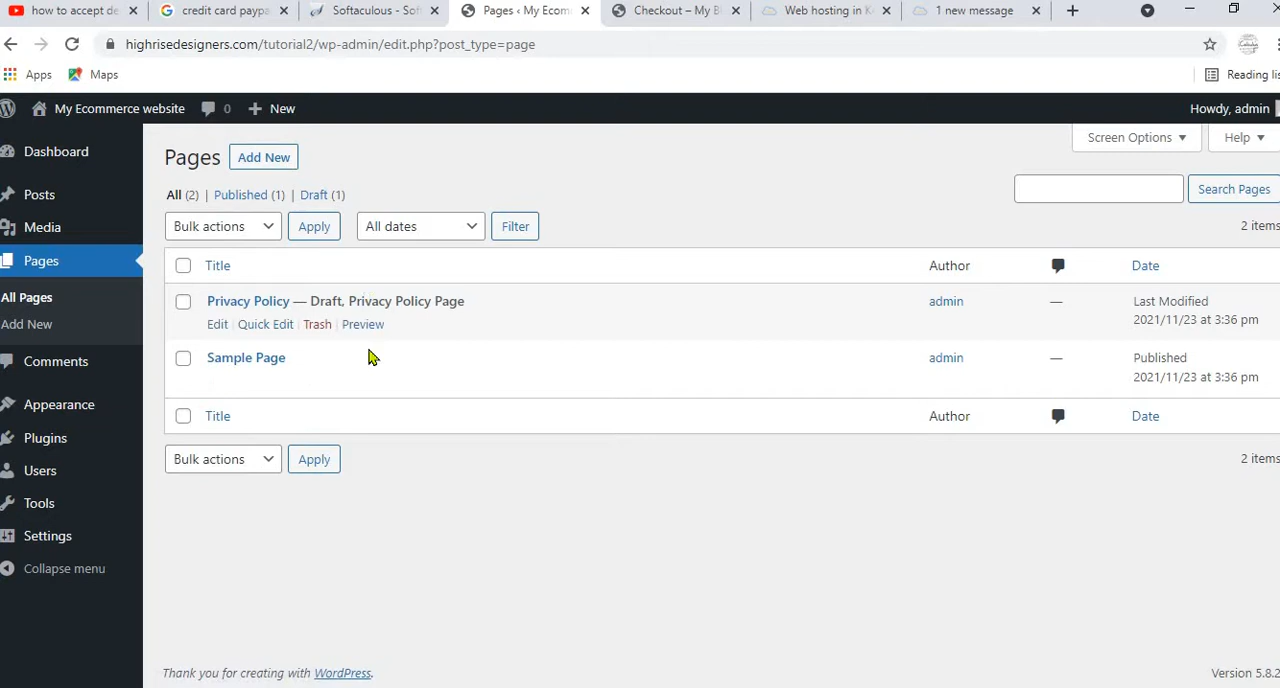 how to accept de
credit card paypa
Softaculous - Sof
Pages ‹ My Ecom
Checkout – My B
Web hosting in K
1 new message
highrisedesigners.com/tutorial2/wp-admin/edit.php?post_type=page
Apps Maps Reading lis
My Ecommerce website 0 + New Howdy, admin
Screen Options Help
Dashboard
Posts
Media
Pages
All Pages
Add New
Comments
Appearance
Plugins
Users
Tools
Settings
Collapse menu
Pages Add New
All (2) | Published (1) | Draft (1)
Search Pages
Bulk actions Apply All dates Filter 2 items
Title Author Date
Privacy Policy — Draft, Privacy Policy Page admin — Last Modified
Edit | Quick Edit | Trash | Preview 2021/11/23 at 3:36 pm
Sample Page admin — Published
2021/11/23 at 3:36 pm
Title Author Date
Bulk actions Apply 2 items
Thank you for creating with WordPress. Version 5.8.2